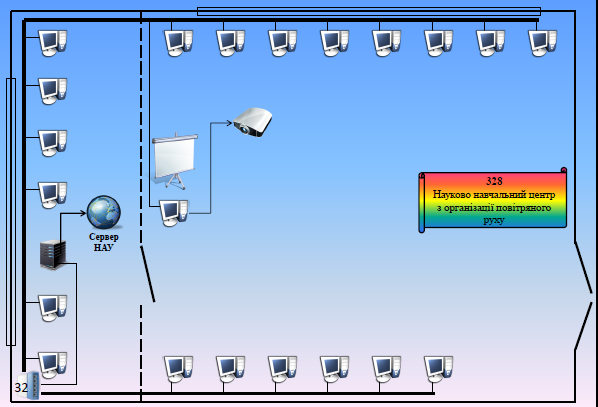 328
Науково навчальний центр
з організації повітряного
руху
Сервер
НАУ
32